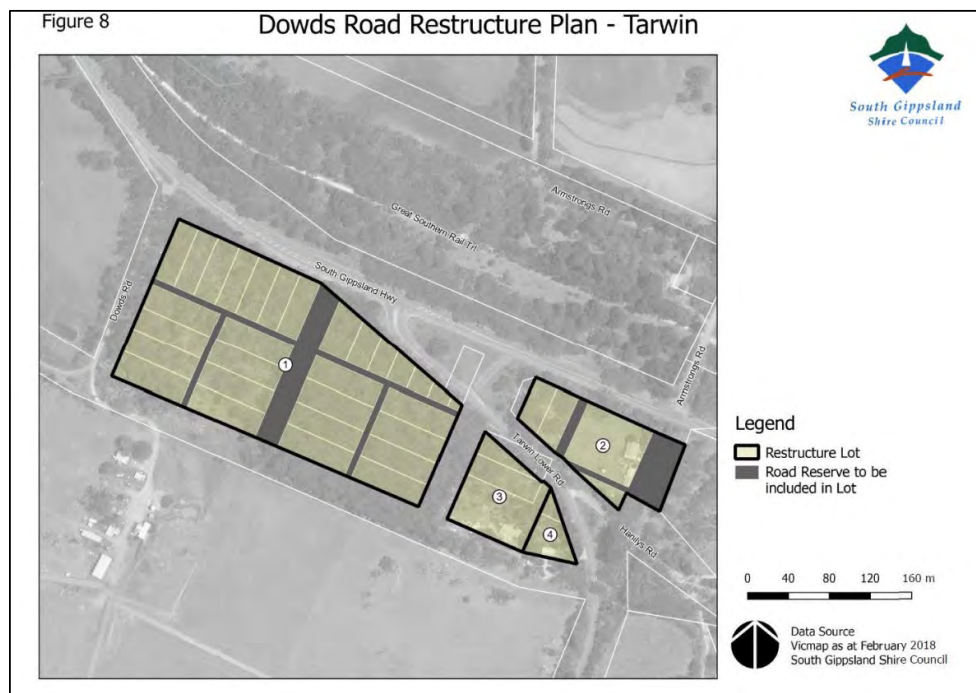 Figure 8
Dowds Road Restructure Plan - Tarwin
South Gippsland
Shire Council
Armstrongs Rd
Great Southern Rail Trl
South Gippsland Hwy
Dowds Rd
Armstrongs Rd
1
2
Tarwin Lower Rd
3
4
Hanilys Rd
Legend
Restructure Lot
Road Reserve to be
included in Lot
0 40 80 120 160 m
Data Source
Vicmap as at February 2018
South Gippsland Shire Council